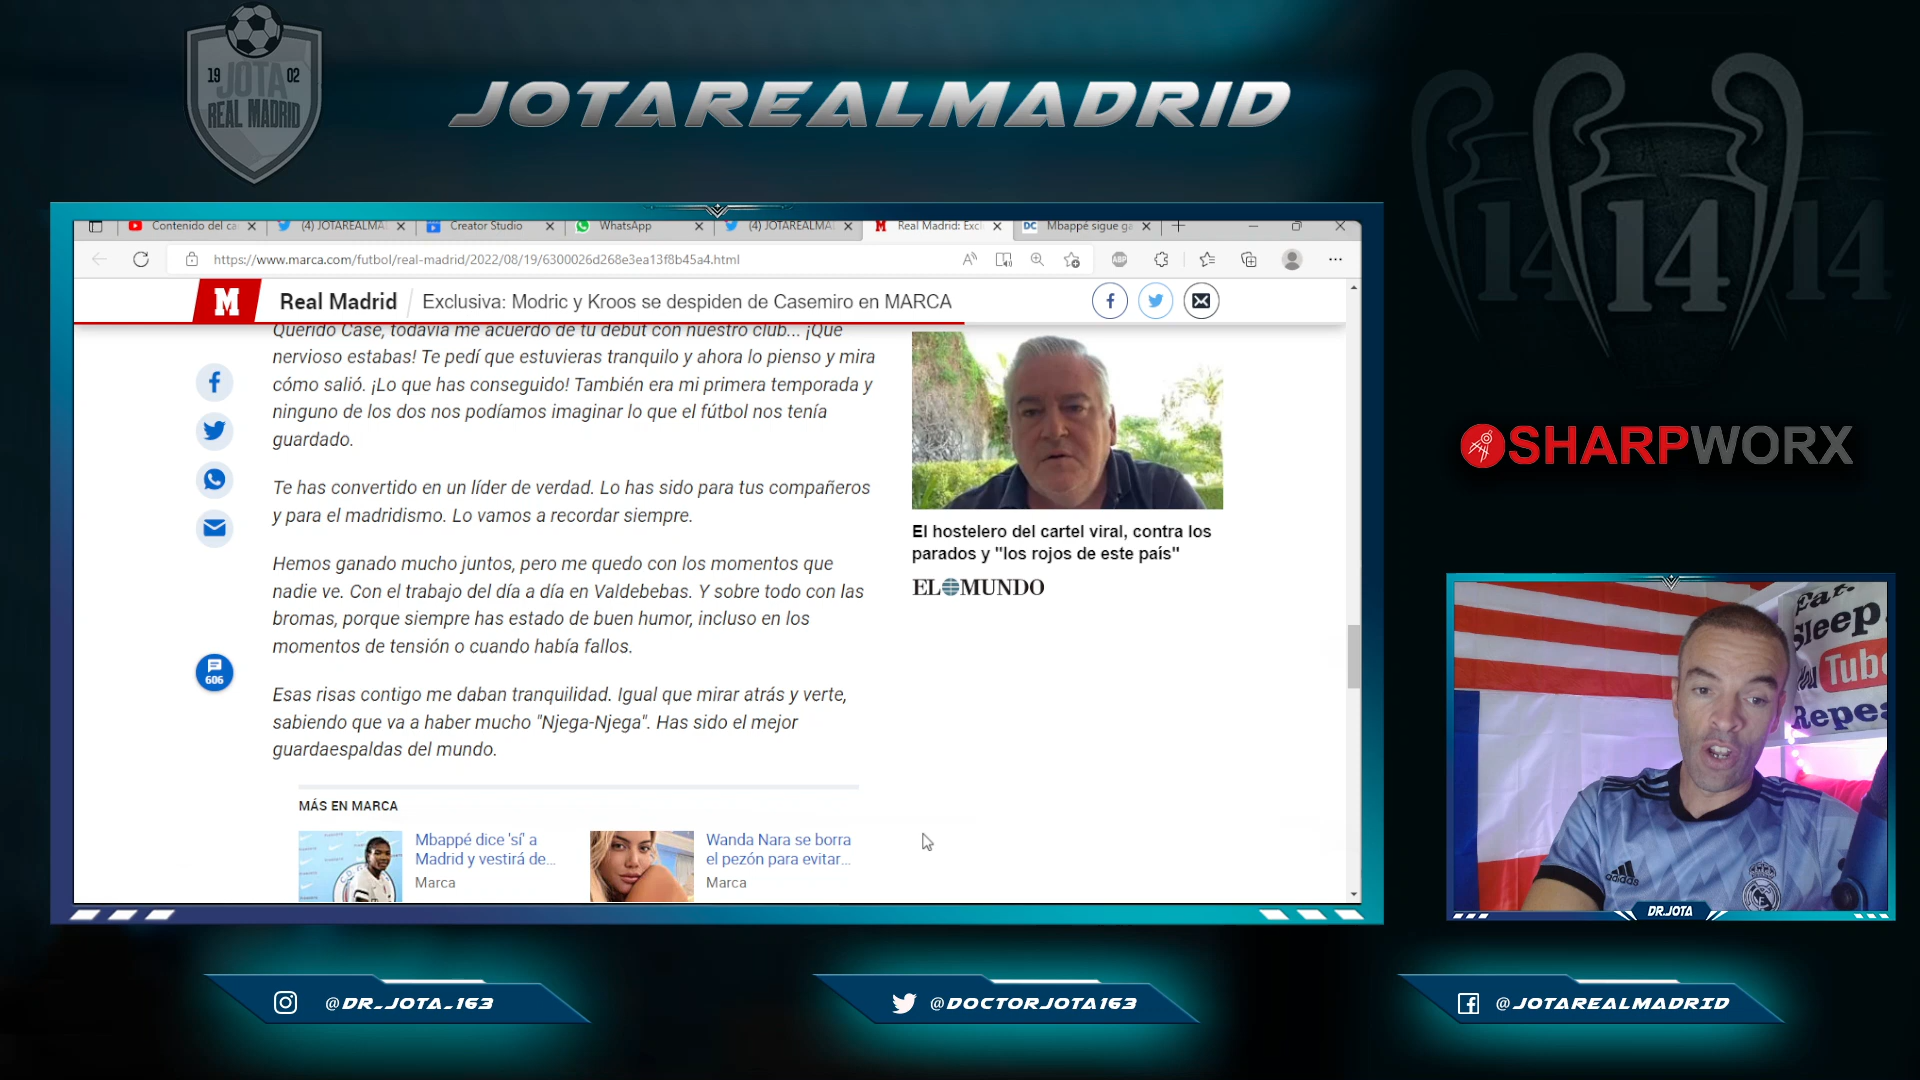 19 02
JOTA
REAL MADRID
JOTAREALMADRID
14 14 14
Contenido del ca
(4) JOTAREALMA
Creator Studio
WhatsApp
(4) JOTAREALMA
Real Madrid: Excl
DC Mbappé sigue ga
https://www.marca.com/futbol/real-madrid/2022/08/19/6300026d268e3ea13f8b45a4.html
ABP
M Real Madrid Exclusiva: Modric y Kroos se despiden de Casemiro en MARCA
Querido Case, todavía me acuerdo de tu debut con nuestro club... ¡Qué
nervioso estabas! Te pedí que estuvieras tranquilo y ahora lo pienso y mira
cómo salió. ¡Lo que has conseguido! También era mi primera temporada y
ninguno de los dos nos podíamos imaginar lo que el fútbol nos tenía
guardado.
Te has convertido en un líder de verdad. Lo has sido para tus compañeros
y para el madridismo. Lo vamos a recordar siempre.
Hemos ganado mucho juntos, pero me quedo con los momentos que
nadie ve. Con el trabajo del día a día en Valdebebas. Y sobre todo con las
bromas, porque siempre has estado de buen humor, incluso en los
momentos de tensión o cuando había fallos.
606
Esas risas contigo me daban tranquilidad. Igual que mirar atrás y verte,
sabiendo que va a haber mucho "Njega-Njega". Has sido el mejor
guardaespaldas del mundo.
MÁS EN MARCA
Mbappé dice 'sí' a
Madrid y vestirá de...
Marca
Wanda Nara se borra
el pezón para evitar...
Marca
El hostelero del cartel viral, contra los
parados y "los rojos de este país"
EL MUNDO
SHARPWORX
Eat.
Sleep.
You Tube
Repea
adidas
DR.JOTA
@DR_JOTA_163
@DOCTORJOTA163
@JOTAREALMADRID